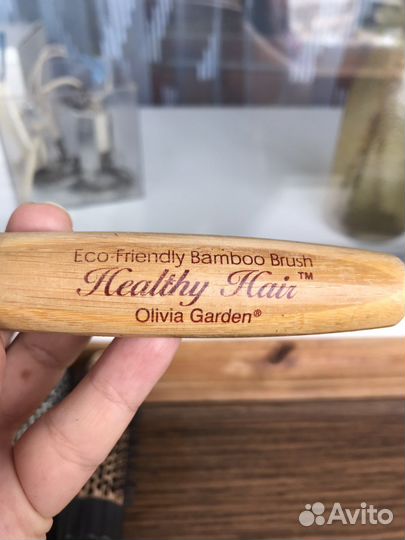 Eco-Friendly Bamboo Brush
Healthy Hair™
Olivia Garden®
Avito